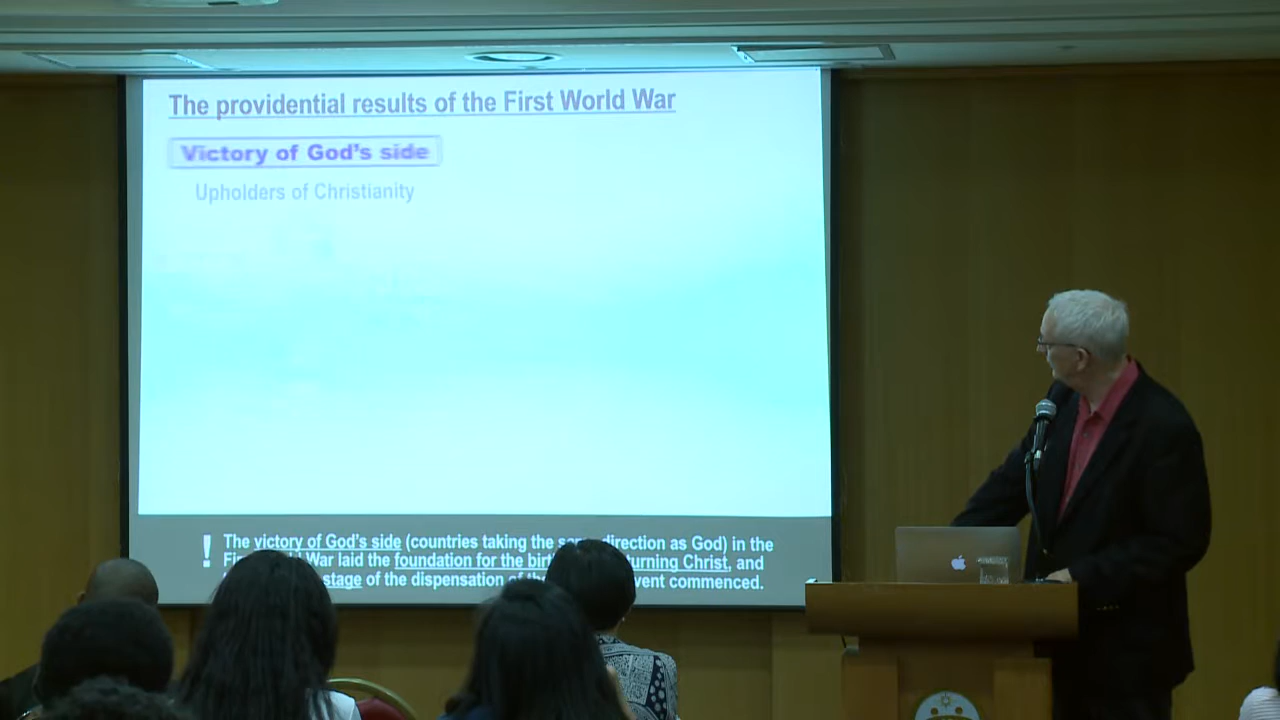 The providential results of the First World War
Victory of God's side
Upholders of Christianity
! The victory of God's side (countries taking the same direction as God) in the
World War laid the foundation for the Christ, and
stage of the dispensation of commenced.